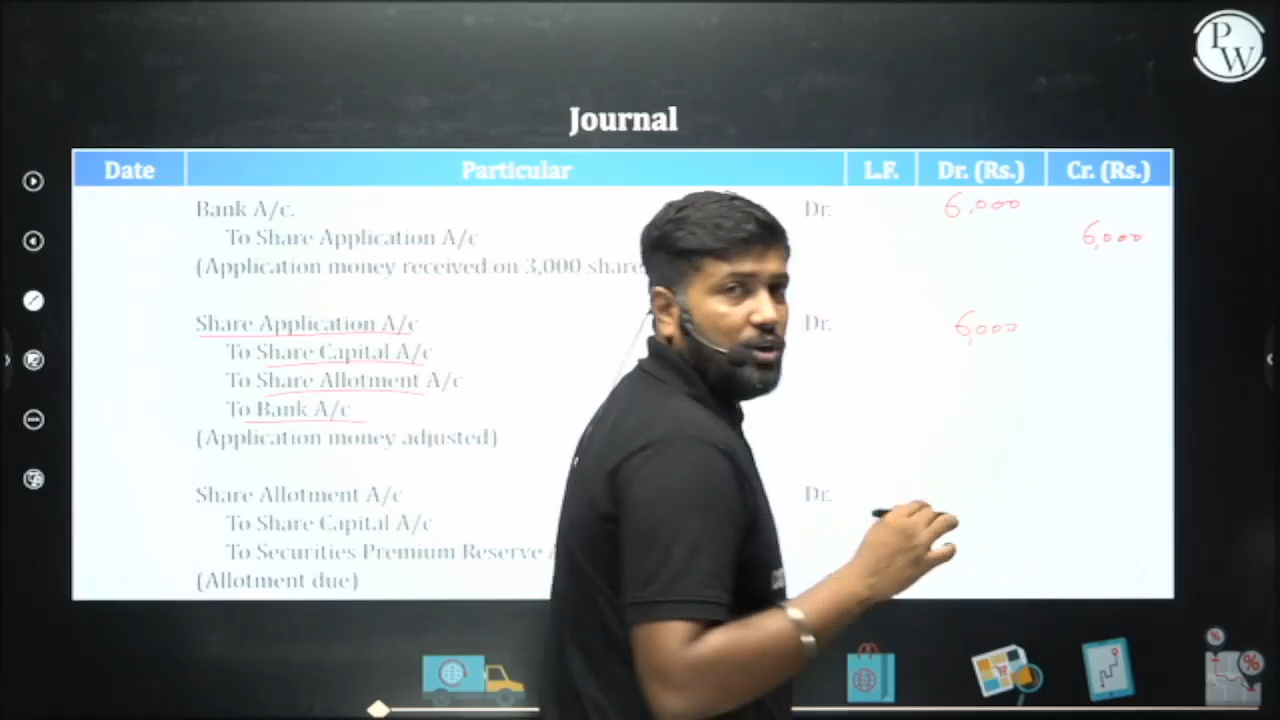 PW
Journal
Date Particular L.F. Dr. (Rs.) Cr. (Rs.)
Bank A/c. Dr. 6,000
To Share Application A/c 6,000
(Application money received on 3,000 share
Share Application A/c Dr. 6,000
To Share Capital A/c
To Share Allotment A/c
To Bank A/c
(Application money adjusted)
Share Allotment A/c Dr.
To Share Capital A/c
To Securities Premium Reserve
(Allotment due)
% %